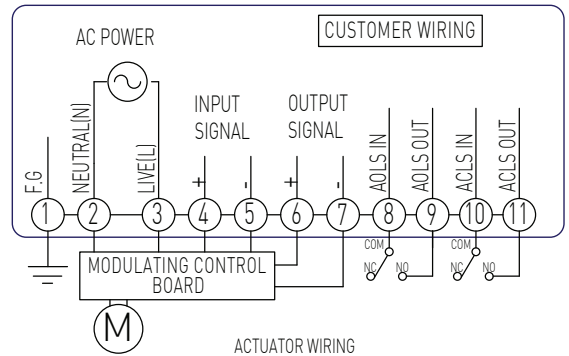 CUSTOMER WIRING
AC POWER
INPUT
SIGNAL
OUTPUT
SIGNAL
F.G
NEUTRAL(N)
LIVE(L)
+
-
+
-
AOLS IN
AOLS OUT
ACLS IN
ACLS OUT
1 2 3 4 5 6 7 8 9 10 11
COM
NC NO
COM
NC NO
MODULATING CONTROL
BOARD
M
ACTUATOR WIRING